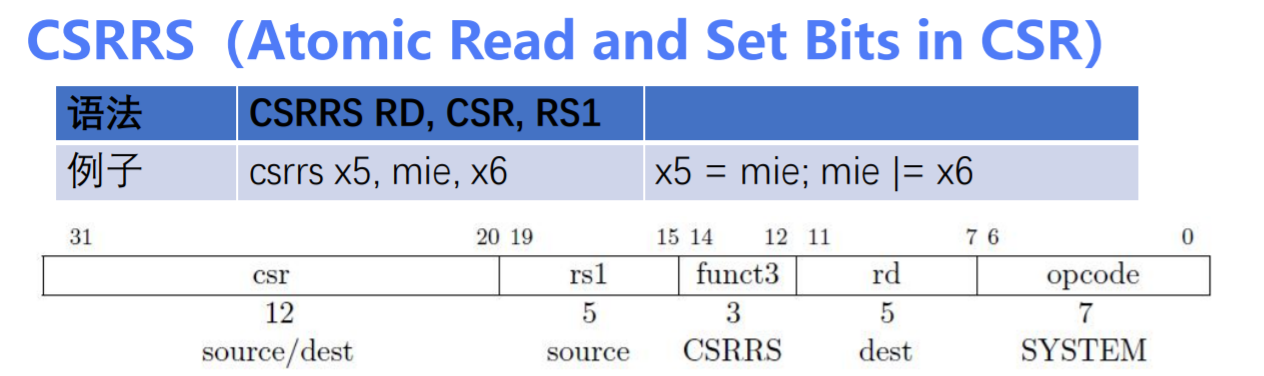 CSRRS (Atomic Read and Set Bits in CSR)
语法 CSRRS RD, CSR, RS1
例子 csrrs x5, mie, x6 x5 = mie; mie |= x6
31 20 19 15 14 12 11 7 6 0
csr rs1 funct3 rd opcode
12 5 3 5 7
source/dest source CSRRS dest SYSTEM